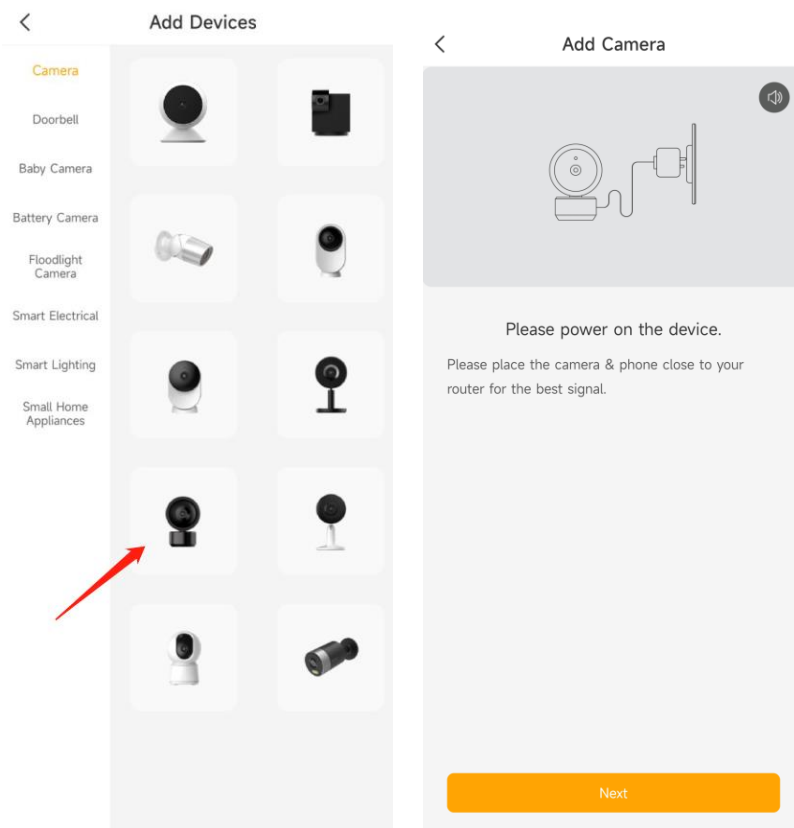 Add Devices
Camera
Doorbell
Baby Camera
Battery Camera
Floodlight
Camera
Smart Electrical
Smart Lighting
Small Home
Appliances
Add Camera
Please power on the device.
Please place the camera & phone close to your
router for the best signal.
Next